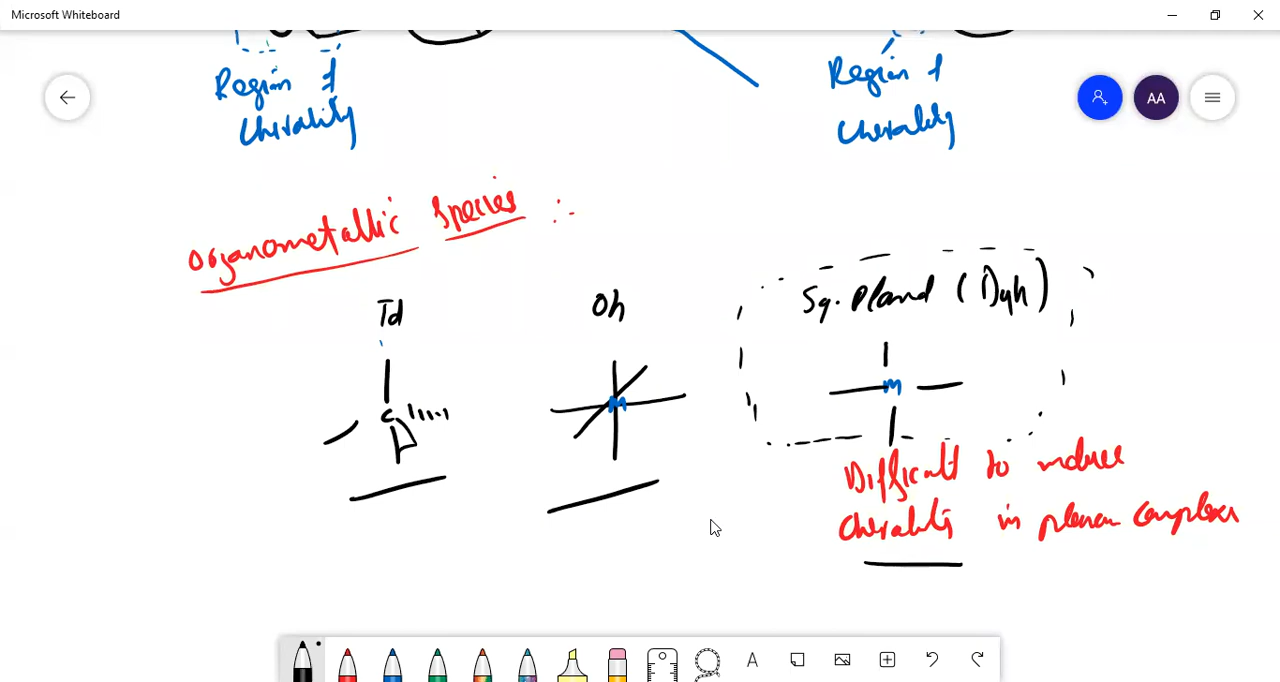 Microsoft Whiteboard
Region of
chirality
Region of
chirality
AA
Organometallic Species :-
Td
Oh
Sq. Planar (D4h)
C
M
M
Difficult to induce
chirality in planar complexes
A